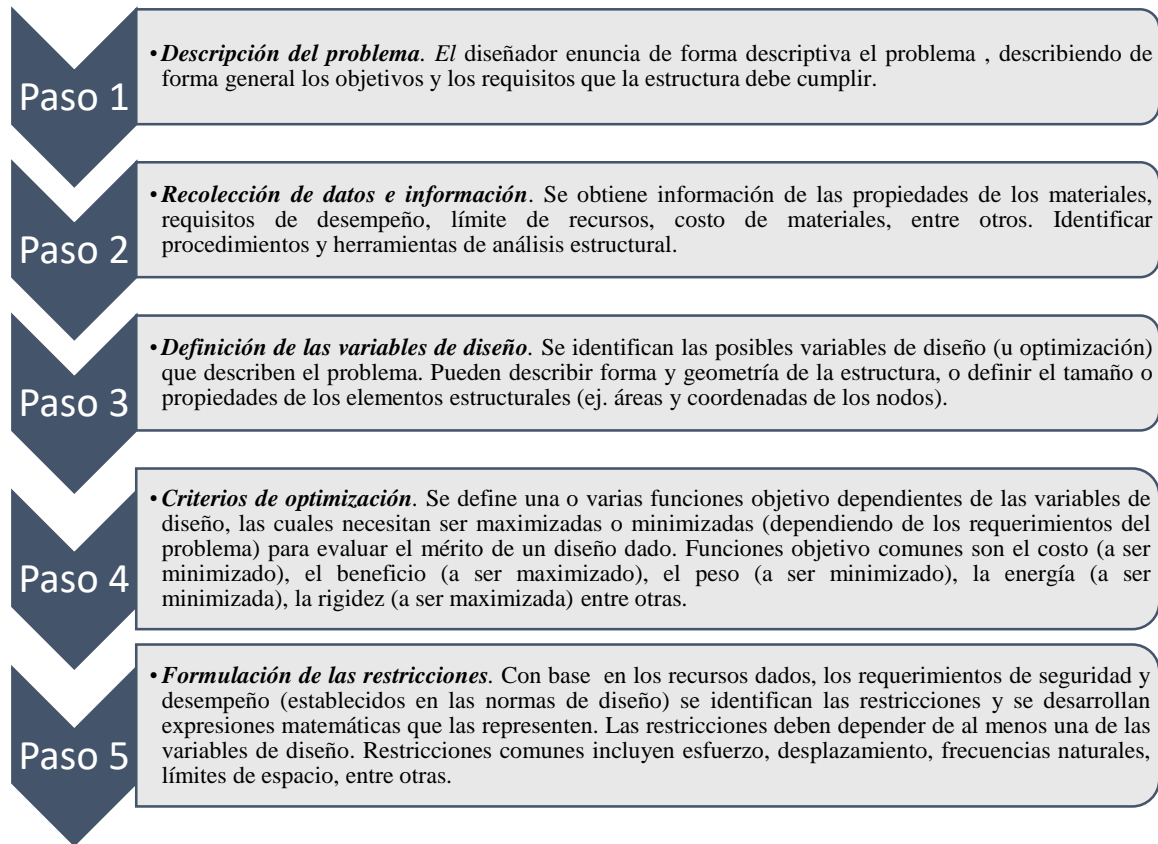 Paso 1
• Descripción del problema. El diseñador enuncia de forma descriptiva el problema , describiendo de
forma general los objetivos y los requisitos que la estructura debe cumplir.
Paso 2
• Recolección de datos e información. Se obtiene información de las propiedades de los materiales,
requisitos de desempeño, límite de recursos, costo de materiales, entre otros. Identificar
procedimientos y herramientas de análisis estructural.
Paso 3
• Definición de las variables de diseño. Se identifican las posibles variables de diseño (u optimización)
que describen el problema. Pueden describir forma y geometría de la estructura, o definir el tamaño o
propiedades de los elementos estructurales (ej. áreas y coordenadas de los nodos).
Paso 4
• Criterios de optimización. Se define una o varias funciones objetivo dependientes de las variables de
diseño, las cuales necesitan ser maximizadas o minimizadas (dependiendo de los requerimientos del
problema) para evaluar el mérito de un diseño dado. Funciones objetivo comunes son el costo (a ser
minimizado), el beneficio (a ser maximizado), el peso (a ser minimizado), la energía (a ser
minimizada), la rigidez (a ser maximizada) entre otras.
Paso 5
• Formulación de las restricciones. Con base en los recursos dados, los requerimientos de seguridad y
desempeño (establecidos en las normas de diseño) se identifican las restricciones y se desarrollan
expresiones matemáticas que las representen. Las restricciones deben depender de al menos una de las
variables de diseño. Restricciones comunes incluyen esfuerzo, desplazamiento, frecuencias naturales,
límites de espacio, entre otras.